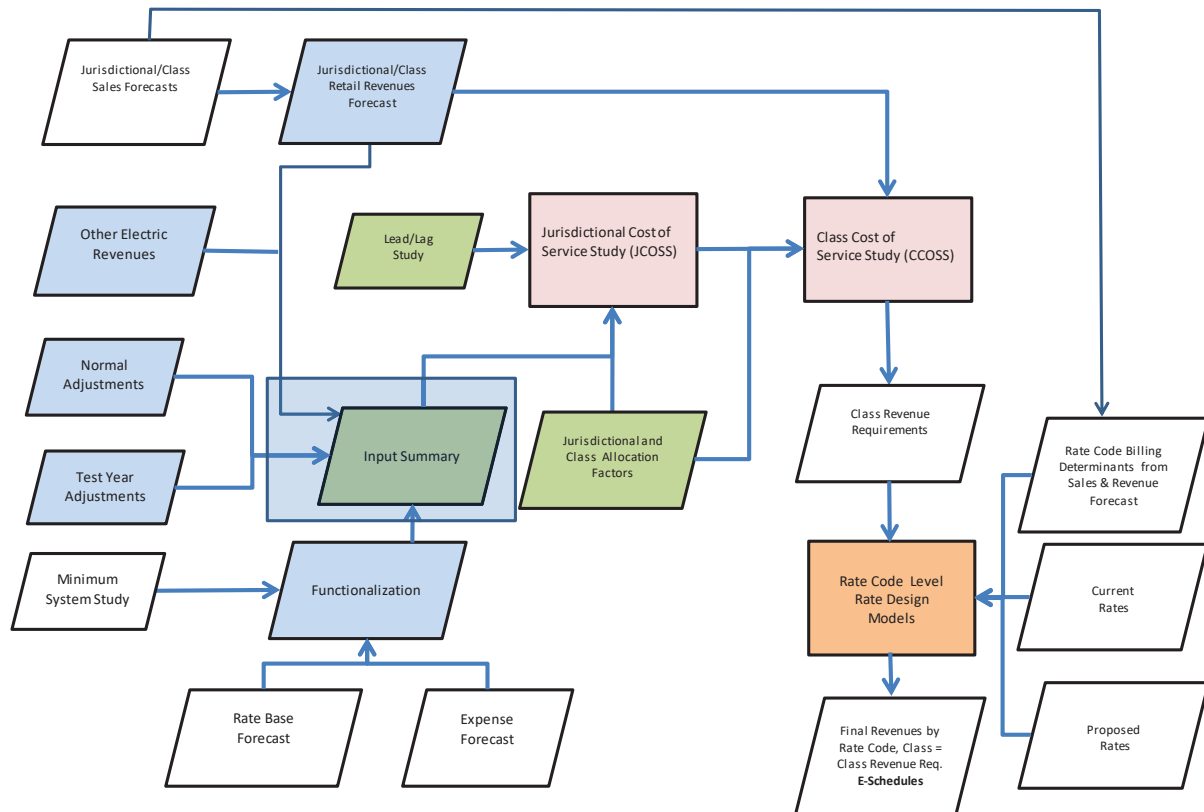 Jurisdictional/Class
Sales Forecasts
Jurisdictional/Class
Retail Revenues
Forecast
Other Electric
Revenues
Lead/Lag
Study
Jurisdictional Cost of
Service Study (JCOSS)
Class Cost of
Service Study (CCOSS)
Normal
Adjustments
Test Year
Adjustments
Input Summary
Jurisdictional and
Class Allocation
Factors
Class Revenue
Requirements
Rate Code Billing
Determinants from
Sales & Revenue
Forecast
Minimum
System Study
Functionalization
Rate Code Level
Rate Design
Models
Current
Rates
Rate Base
Forecast
Expense
Forecast
Final Revenues by
Rate Code, Class =
Class Revenue Req.
E-Schedules
Proposed
Rates